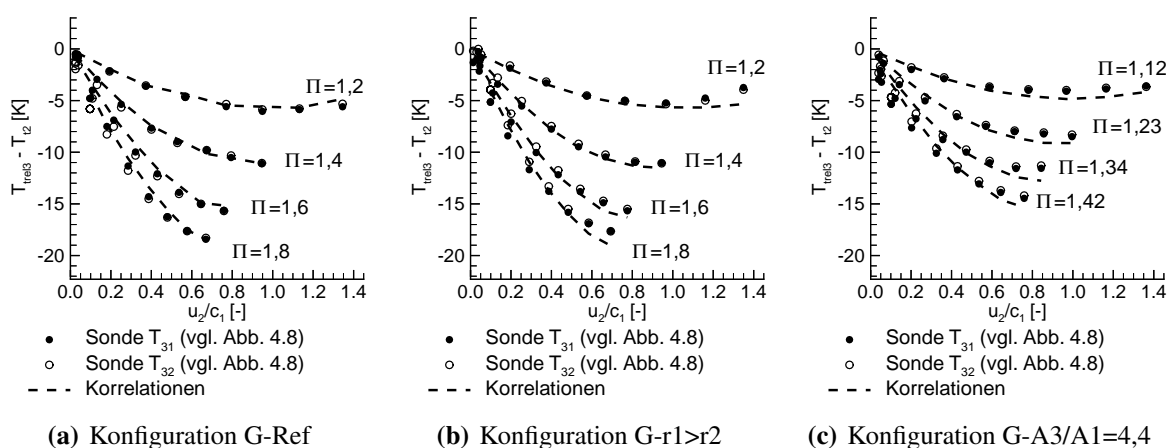 0
-5
-10
-15
-20
T_trel3 - T_t2 [K]
Π=1,2
Π=1,4
Π=1,6
Π=1,8
0.0 0.2 0.4 0.6 0.8 1.0 1.2 1.4
u_2/c_1 [-]
Sonde T_31 (vgl. Abb. 4.8)
Sonde T_32 (vgl. Abb. 4.8)
Korrelationen
(a) Konfiguration G-Ref
0
-5
-10
-15
-20
T_trel3 - T_t2 [K]
Π=1,2
Π=1,4
Π=1,6
Π=1,8
0.0 0.2 0.4 0.6 0.8 1.0 1.2 1.4
u_2/c_1 [-]
Sonde T_31 (vgl. Abb. 4.8)
Sonde T_32 (vgl. Abb. 4.8)
Korrelationen
(b) Konfiguration G-r1>r2
0
-5
-10
-15
-20
T_trel3 - T_t2 [K]
Π=1,12
Π=1,23
Π=1,34
Π=1,42
0.0 0.2 0.4 0.6 0.8 1.0 1.2 1.4
u_2/c_1 [-]
Sonde T_31 (vgl. Abb. 4.8)
Sonde T_32 (vgl. Abb. 4.8)
Korrelationen
(c) Konfiguration G-A3/A1=4,4